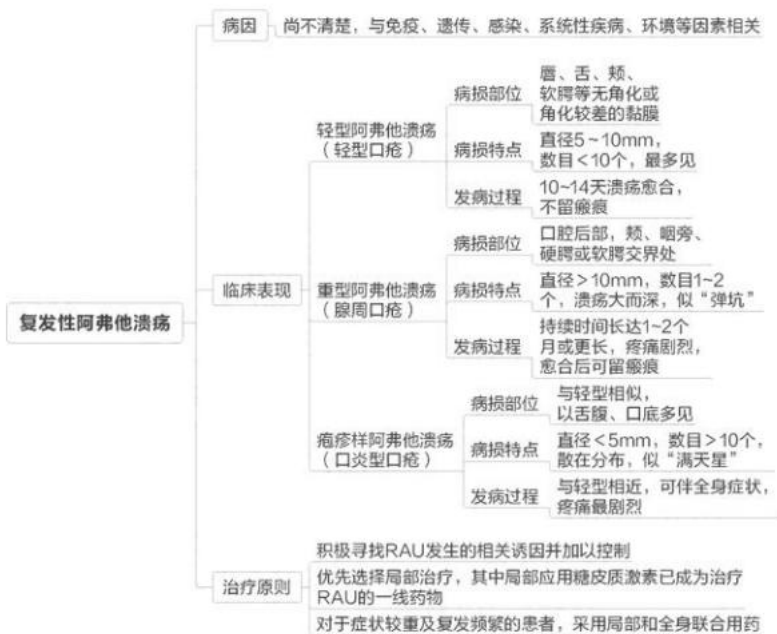 病因
尚不清楚，与免疫、遗传、感染、系统性疾病、环境等因素相关
复发性阿弗他溃疡
临床表现
轻型阿弗他溃疡
（轻型口疮）
病损部位
唇、舌、颊、
软腭等无角化或
角化较差的黏膜
病损特点
直径5~10mm，
数目<10个，最多见
发病过程
10~14天溃疡愈合，
不留瘢痕
重型阿弗他溃疡
（腺周口疮）
病损部位
口腔后部，颊、咽旁、
硬腭或软腭交界处
病损特点
直径>10mm，数目1~2
个，溃疡大而深，似“弹坑”
发病过程
持续时间长达1~2个
月或更长，疼痛剧烈，
愈合后可留瘢痕
疱疹样阿弗他溃疡
（口炎型口疮）
病损部位
与轻型相似，
以舌腹、口底多见
病损特点
直径<5mm，数目>10个，
散在分布，似“满天星”
发病过程
与轻型相近，可伴全身症状，
疼痛最剧烈
治疗原则
积极寻找RAU发生的相关诱因并加以控制
优先选择局部治疗，其中局部应用糖皮质激素已成为治疗
RAU的一线药物
对于症状较重及复发频繁的患者，采用局部和全身联合用药